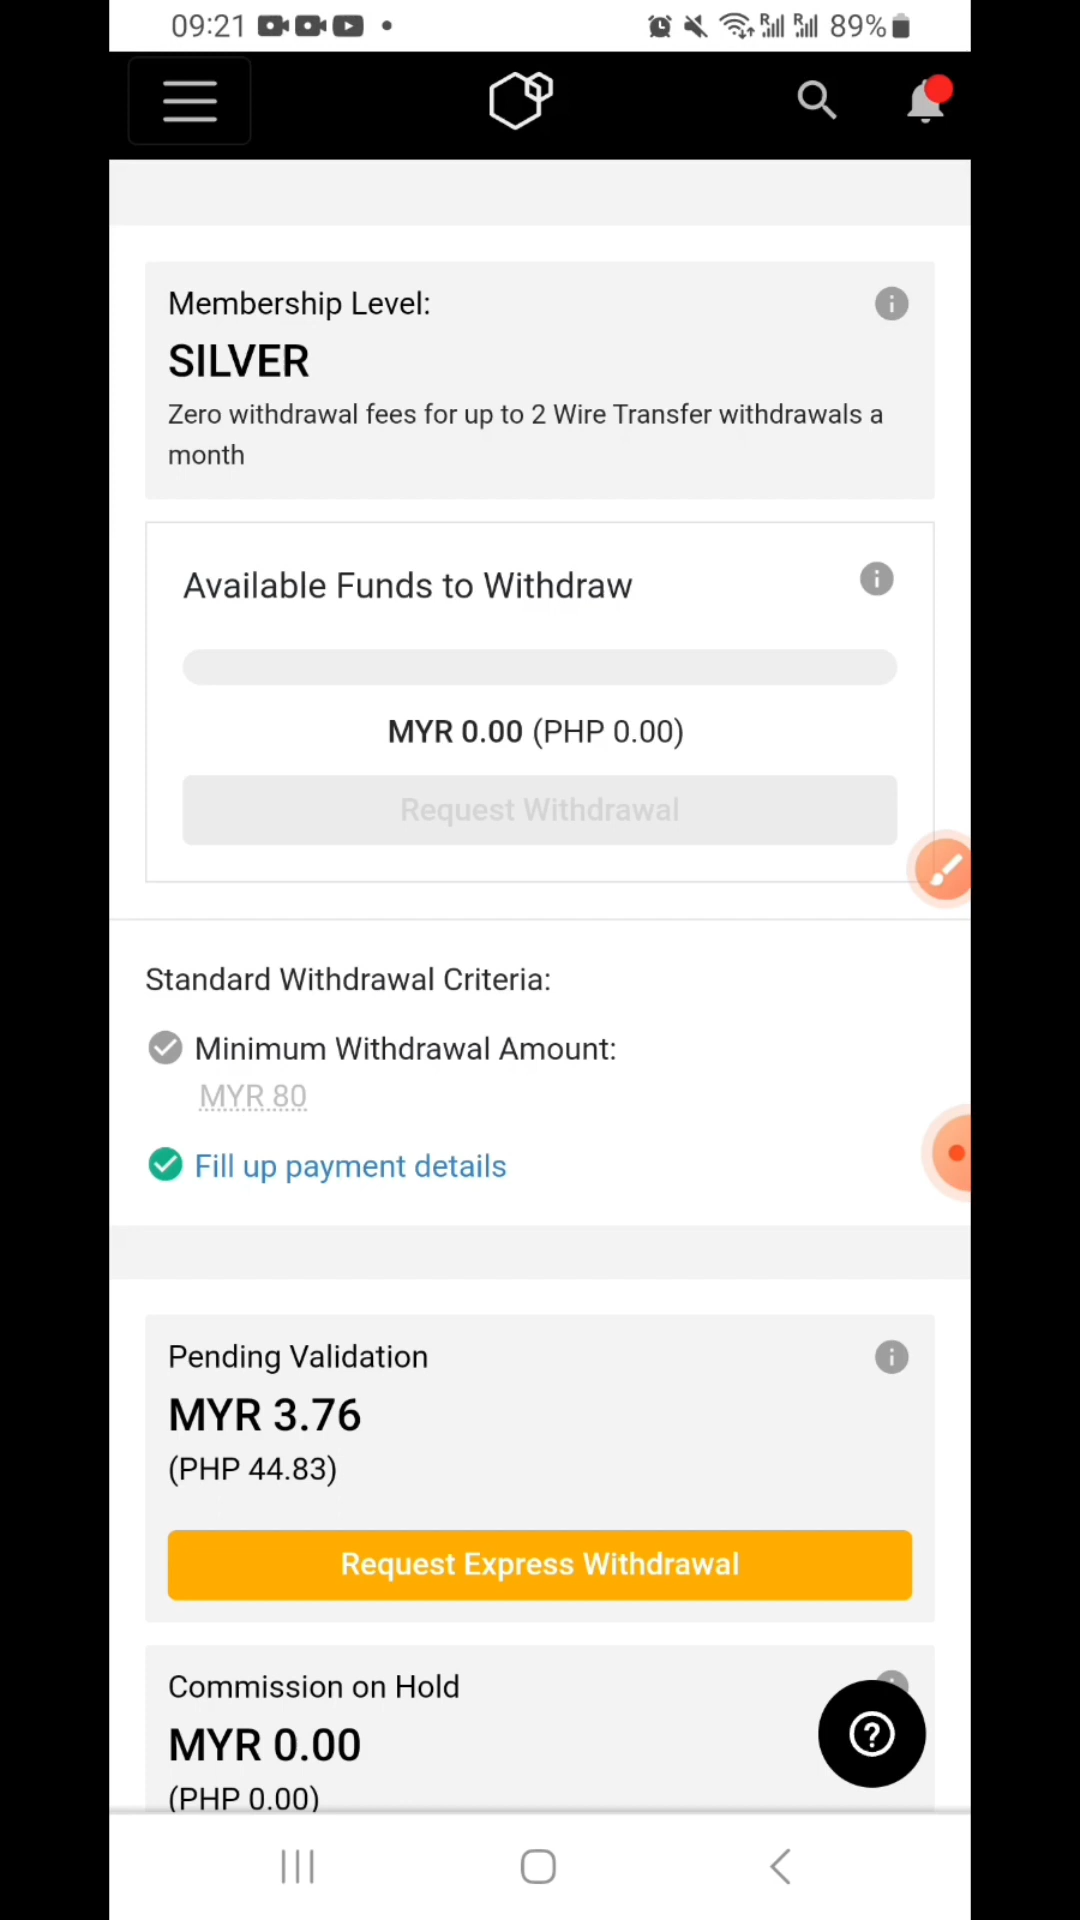 09:21
89%
Membership Level:
SILVER
Zero withdrawal fees for up to 2 Wire Transfer withdrawals a
month
Available Funds to Withdraw
MYR 0.00 (PHP 0.00)
Request Withdrawal
Standard Withdrawal Criteria:
Minimum Withdrawal Amount:
MYR 80
Fill up payment details
Pending Validation
MYR 3.76
(PHP 44.83)
Request Express Withdrawal
Commission on Hold
MYR 0.00
(PHP 0.00)